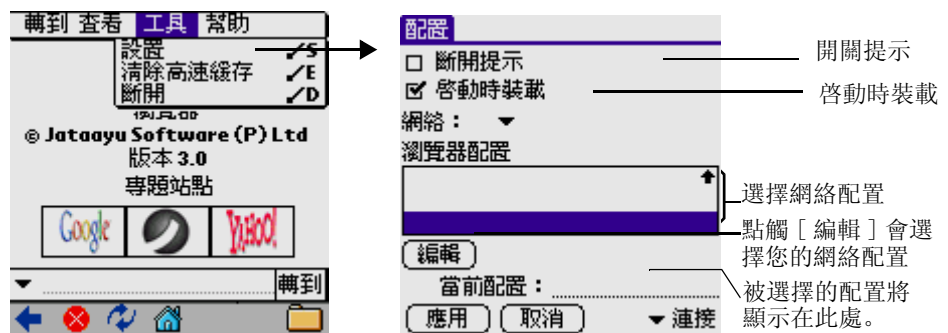 轉到 查看 工具 幫助
設置 /S
清除高速緩存 /E
斷開 /D
瀏覽器
© Jataayu Software (P) Ltd
版本 3.0
專題站點
Google YAHOO!
轉到
配置
斷開提示
啓動時裝載
網絡：
瀏覽器配置
編輯
當前配置：
應用 取消 連接
開關提示
啓動時裝載
選擇網絡配置
點觸［編輯］會選
擇您的網絡配置
被選擇的配置將
顯示在此處。